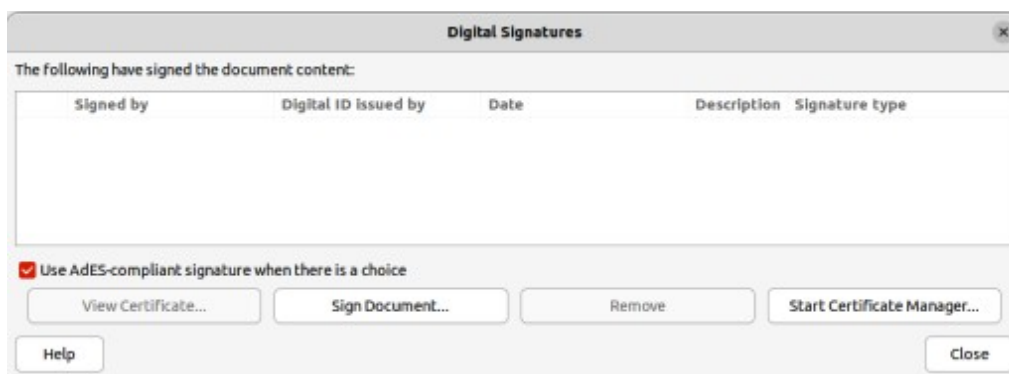 Digital Signatures
The following have signed the document content:
Signed by Digital ID issued by Date Description Signature type
Use AdES-compliant signature when there is a choice
View Certificate... Sign Document... Remove Start Certificate Manager...
Help Close